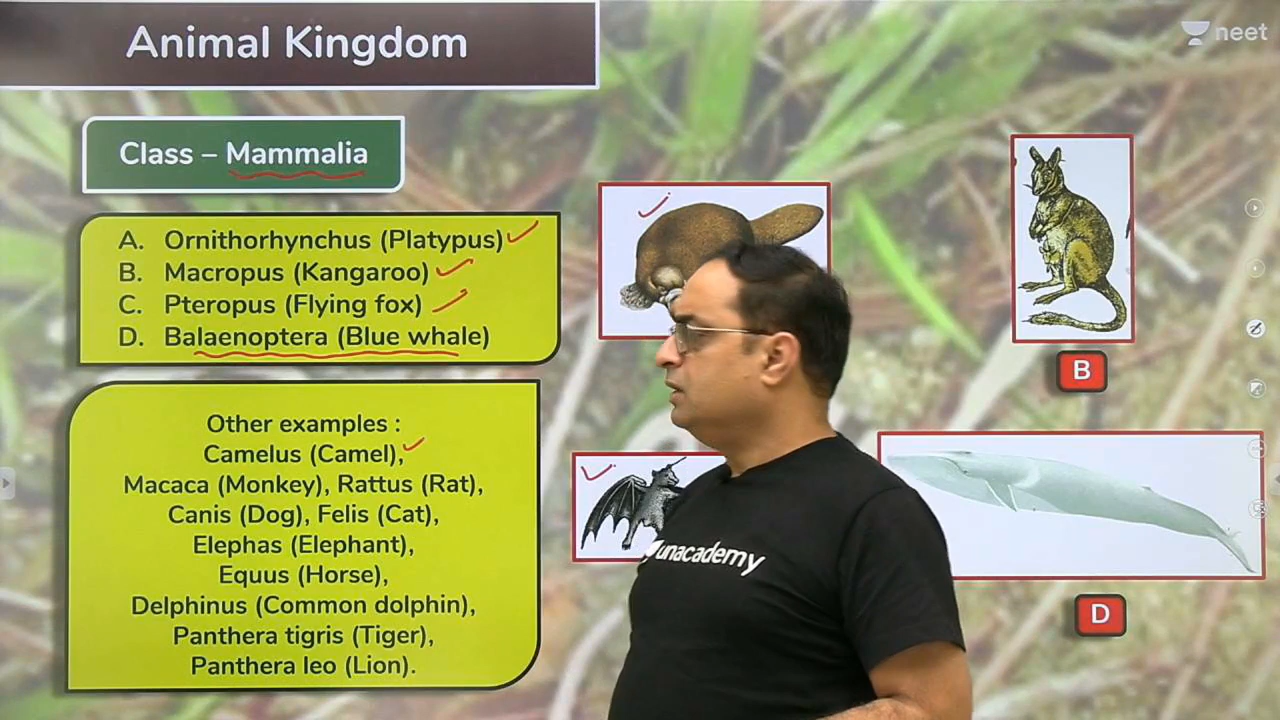 Animal Kingdom
neet
Class – Mammalia
A. Ornithorhynchus (Platypus)
B. Macropus (Kangaroo)
C. Pteropus (Flying fox)
D. Balaenoptera (Blue whale)
Other examples :
Camelus (Camel),
Macaca (Monkey), Rattus (Rat),
Canis (Dog), Felis (Cat),
Elephas (Elephant),
Equus (Horse),
Delphinus (Common dolphin),
Panthera tigris (Tiger),
Panthera leo (Lion).
B
unacademy
D